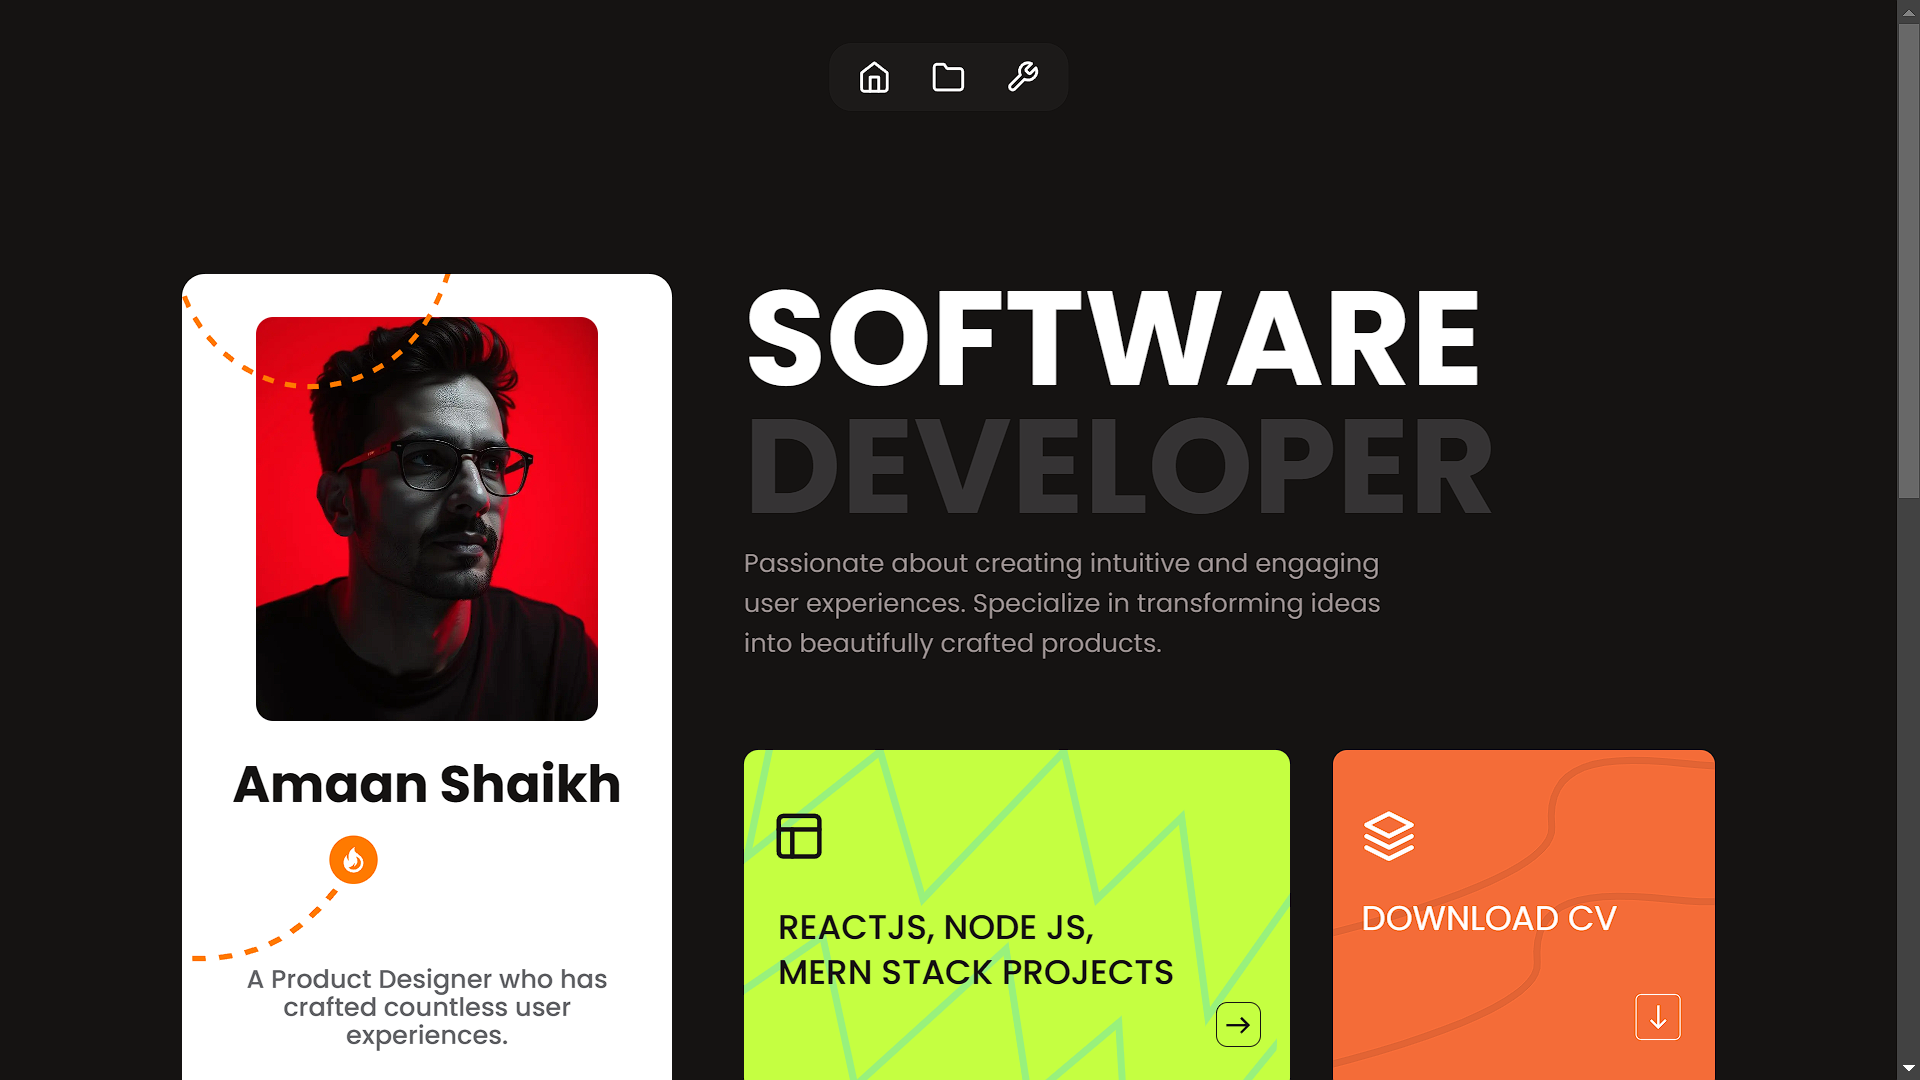 SOFTWARE
DEVELOPER
Passionate about creating intuitive and engaging
user experiences. Specialize in transforming ideas
into beautifully crafted products.
Amaan Shaikh
A Product Designer who has
crafted countless user
experiences.
REACTJS, NODE JS,
MERN STACK PROJECTS
DOWNLOAD CV